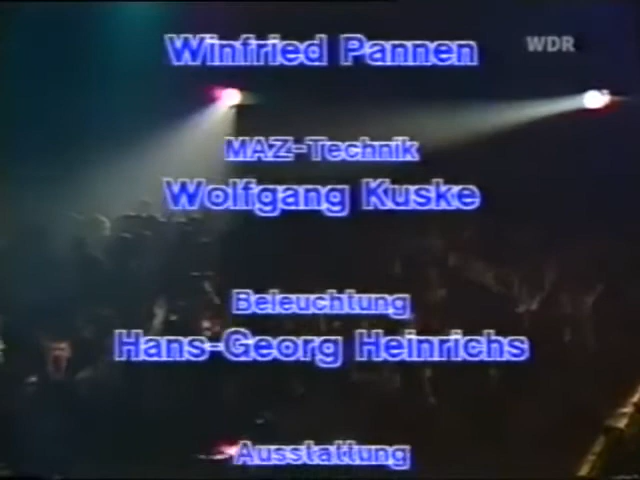 Winfried Pannen
WDR
MAZ-Technik
Wolfgang Kuske
Beleuchtung
Hans-Georg Heinrichs
Ausstattung